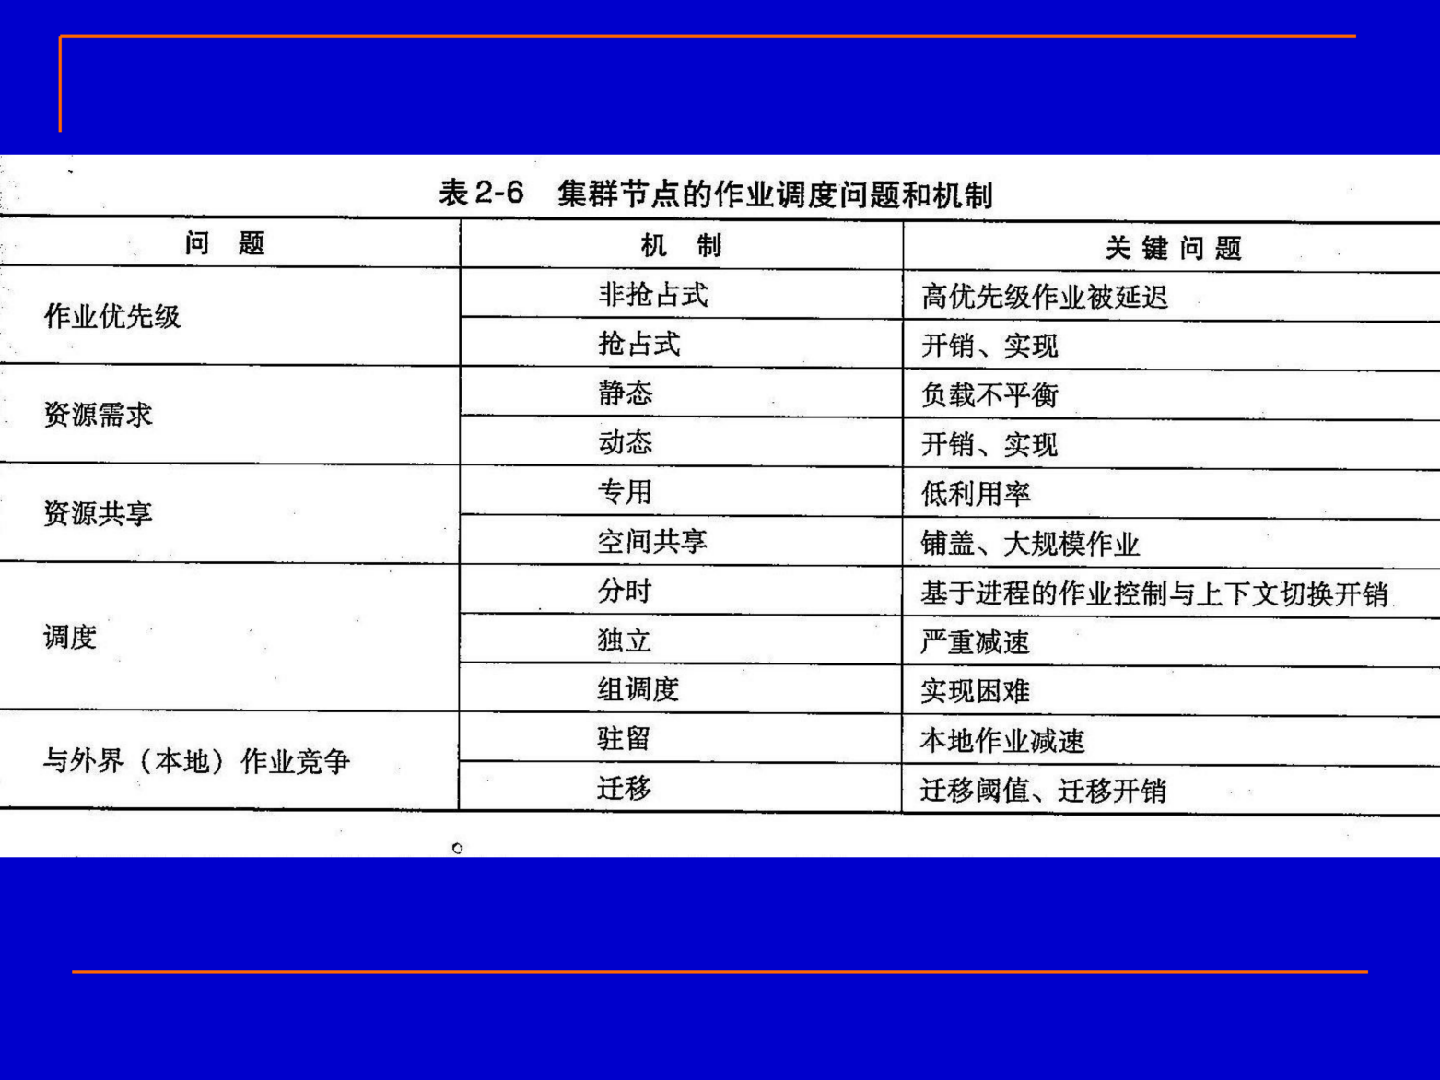 表2-6 集群节点的作业调度问题和机制
问 题 机 制 关键问题
作业优先级 非抢占式 高优先级作业被延迟
抢占式 开销、实现
资源需求 静态 负载不平衡
动态 开销、实现
资源共享 专用 低利用率
空间共享 铺盖、大规模作业
调度 分时 基于进程的作业控制与上下文切换开销
独立 严重减速
组调度 实现困难
与外界（本地）作业竞争 驻留 本地作业减速
迁移 迁移阈值、迁移开销